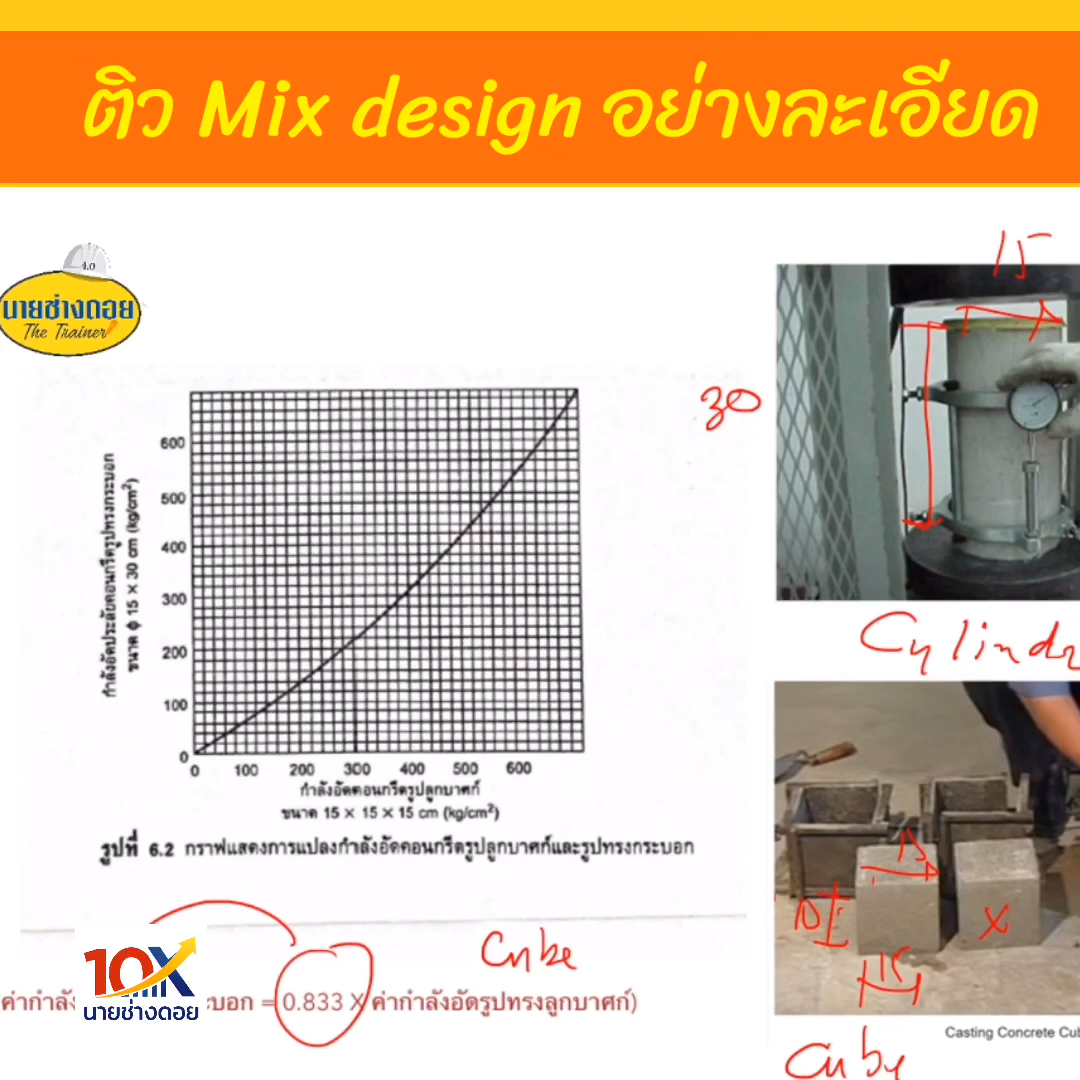 ติว Mix design อย่างละเอียด
4.0
นายช่างดอย
The Trainer
15
30
กำลังอัดประลัยคอนกรีตรูปทรงกระบอก
ขนาด ϕ 15 × 30 cm (kg/cm²)
600
500
400
300
200
100
0
0 100 200 300 400 500 600
กำลังอัดคอนกรีตรูปลูกบาศก์
ขนาด 15 × 15 × 15 cm (kg/cm²)
รูปที่ 6.2 กราฟแสดงการแปลงกำลังอัดคอนกรีตรูปลูกบาศก์และรูปทรงกระบอก
Cylinde
Cube
10X
นายช่างดอย
ค่ากำลัง
ะบอก = 0.833 X ค่ากำลังอัดรูปทรงลูกบาศก์)
15
15
X
Casting Concrete Cub
Cube